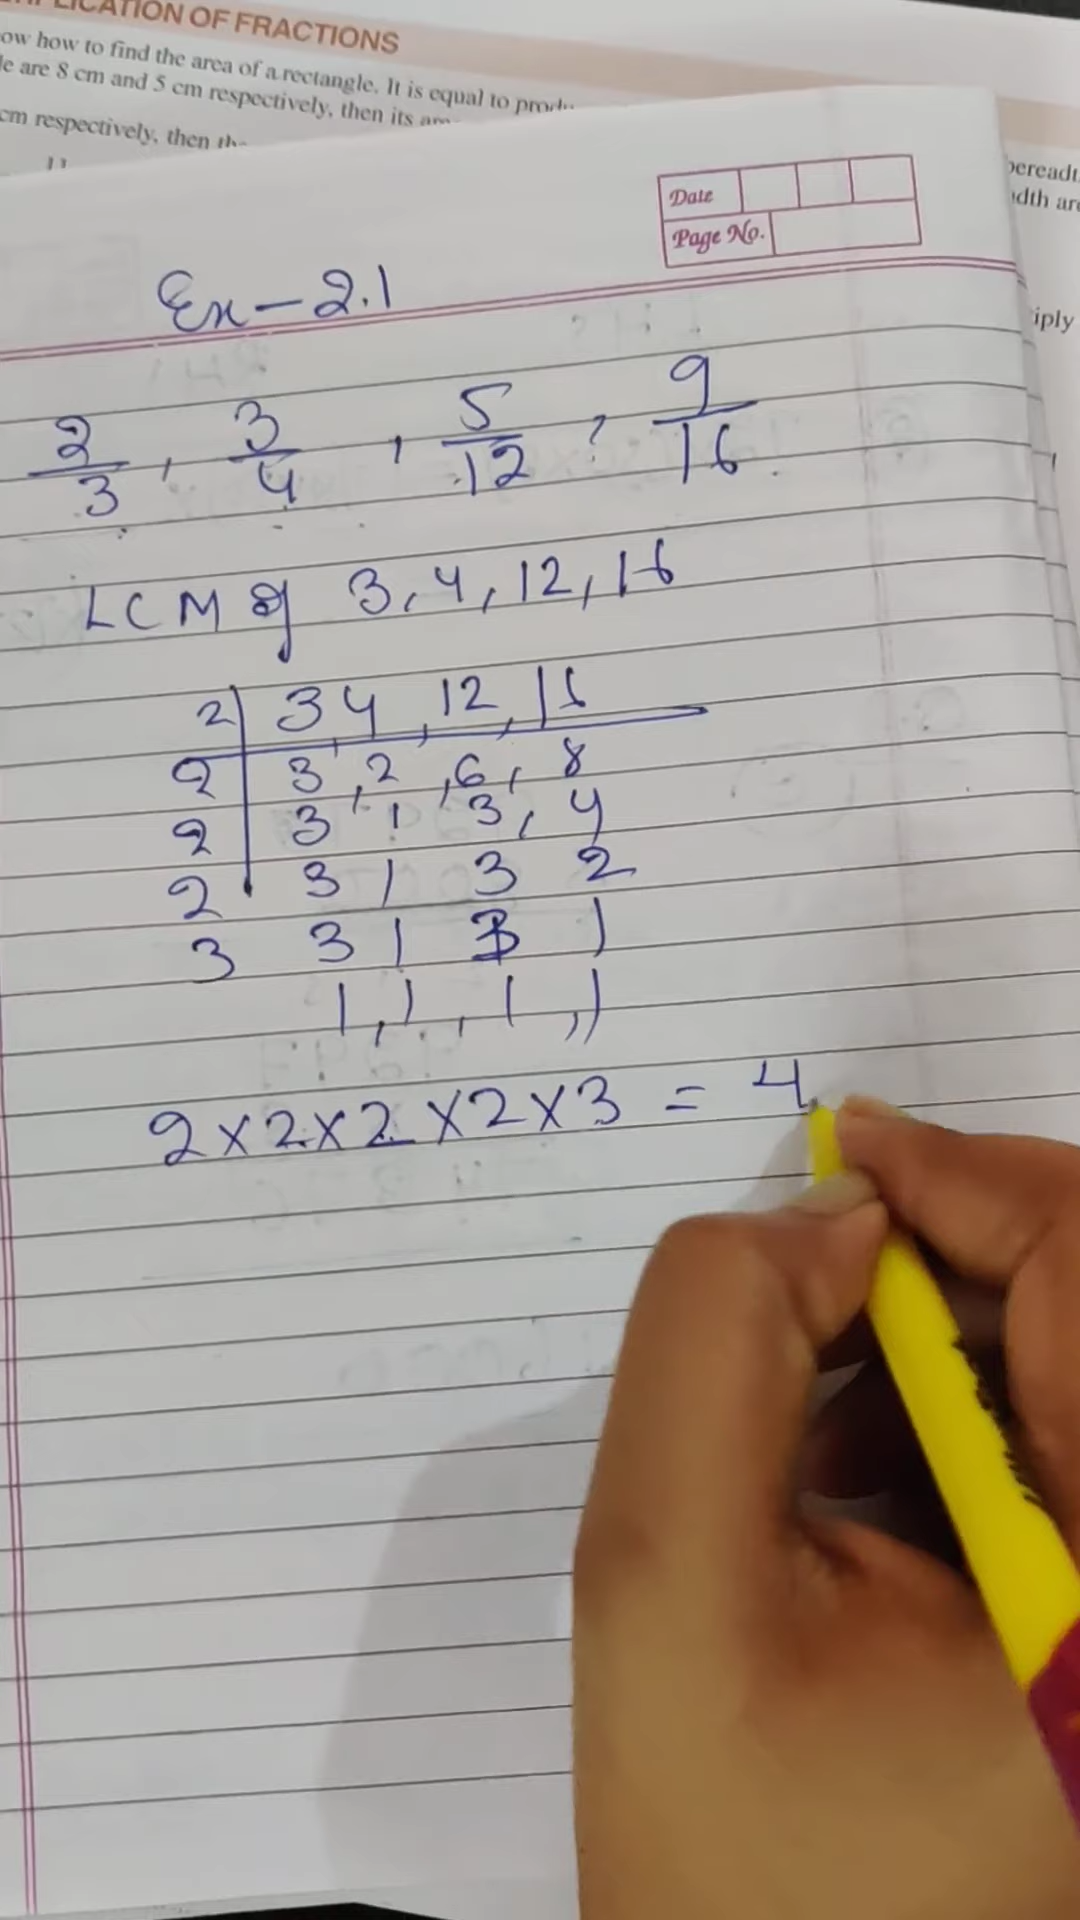 LICATION OF FRACTIONS
ow how to find the area of a rectangle. It is equal to
le are 8 cm and 5 cm respectively, then its
cm respectively, then
11
Date
Page No.
Ex - 2.1
2/3 , 3/4 , 5/12 , 9/16
LCM of 3, 4, 12, 16
2 | 3, 4, 12, 16
2 | 3, 2, 6, 8
2 | 3, 1 3, 4
2 | 3 1 3 2
3 3 1 3 1
1, 1, 1, 1
2 × 2 × 2 × 2 × 3 = 4